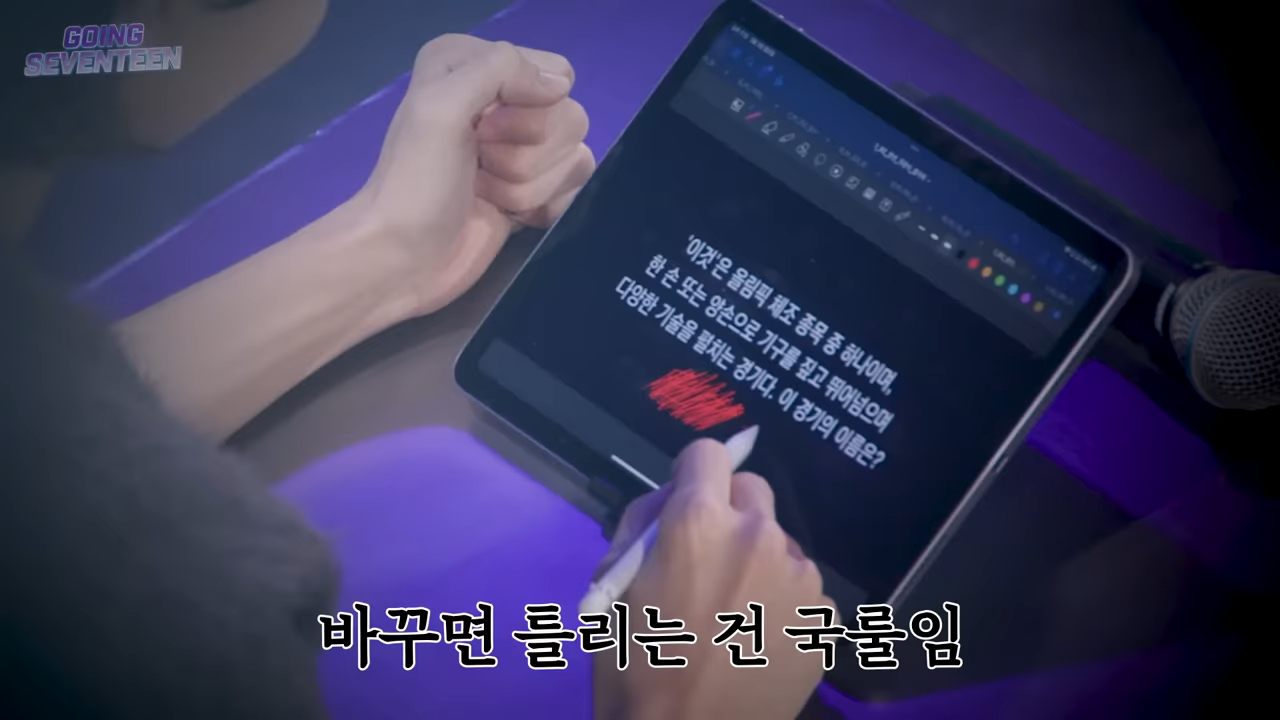 GOING
SEVENTEEN
'이것'은 올림픽 체조 종목 중 하나이며,
한 손 또는 양손으로 기구를 짚고 뛰어넘으며
다양한 기술을 펼치는 경기다. 이 경기의 이름은?
바꾸면 틀리는 건 국룰임